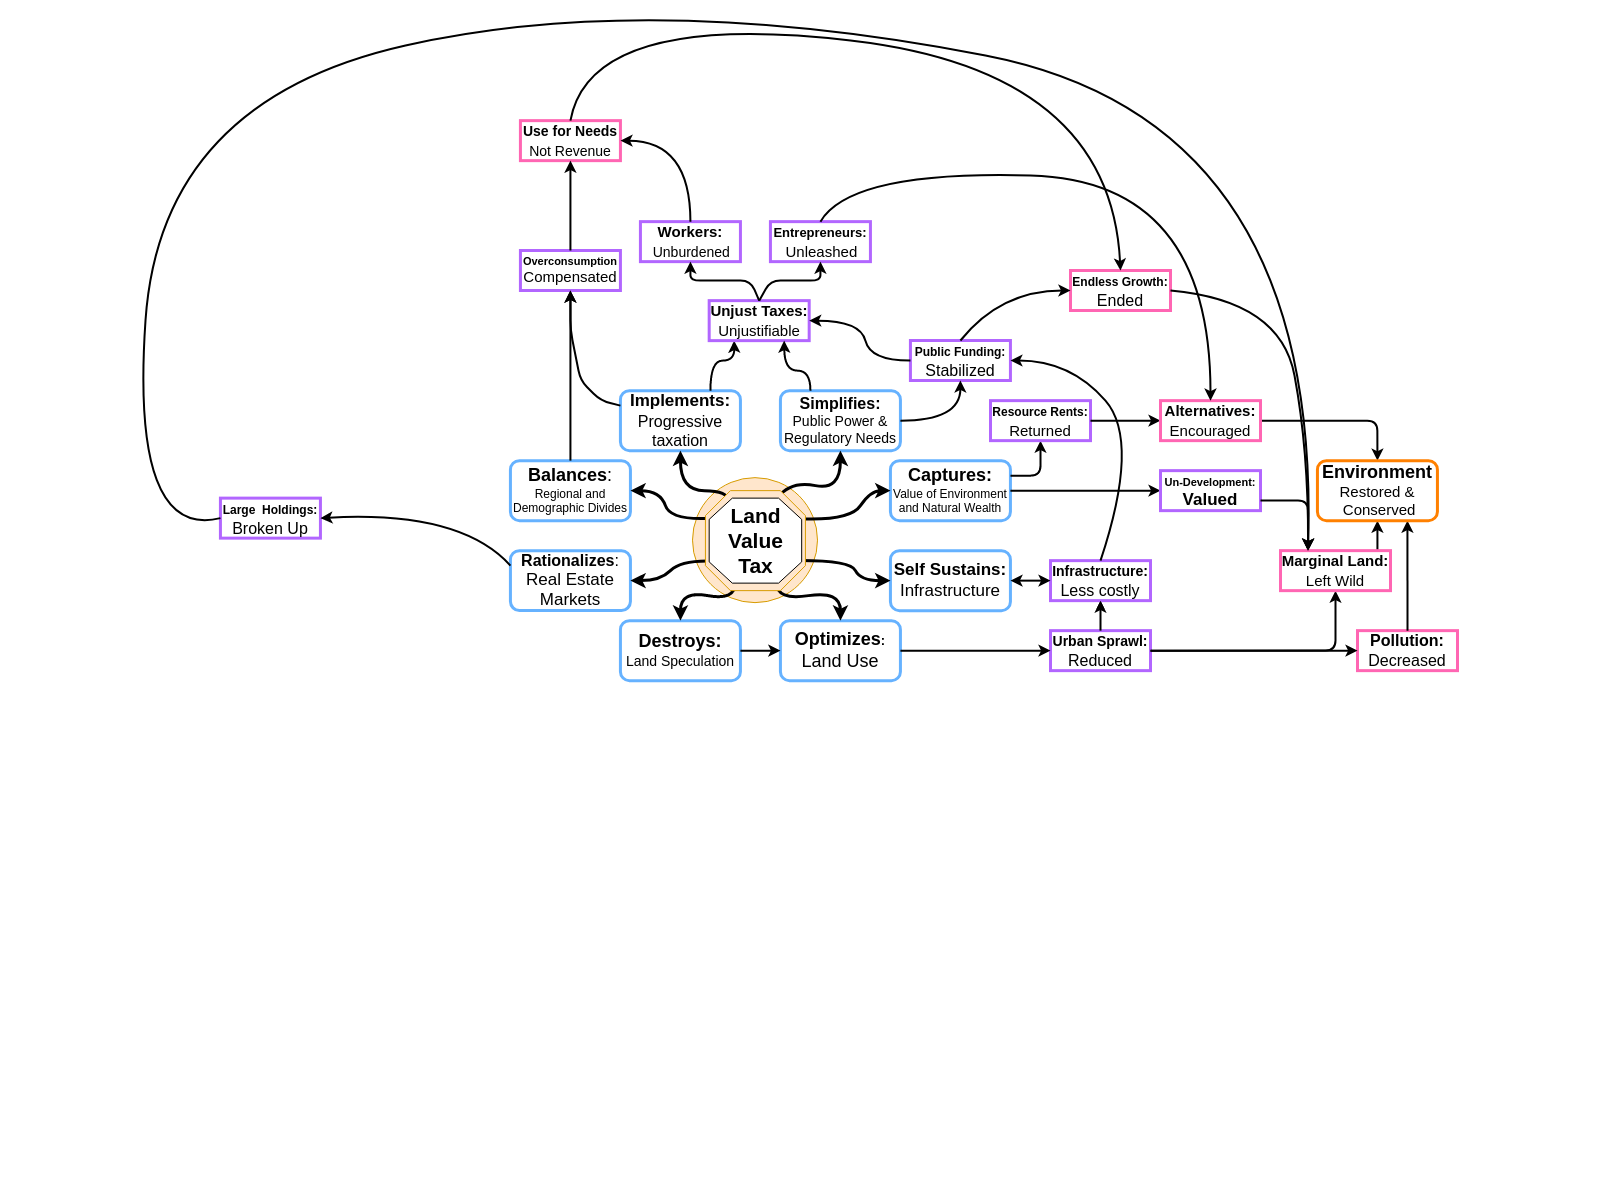 Use for Needs
Not Revenue
Workers:
Unburdened
Entrepreneurs:
Unleashed
Overconsumption
Compensated
Endless Growth:
Ended
Unjust Taxes:
Unjustifiable
Public Funding:
Stabilized
Implements:
Progressive
taxation
Simplifies:
Public Power &
Regulatory Needs
Resource Rents:
Returned
Alternatives:
Encouraged
Balances:
Regional and
Demographic Divides
Captures:
Value of Environment
and Natural Wealth
Un-Development:
Valued
Environment
Restored &
Conserved
Large Holdings:
Broken Up
Land
Value
Tax
Rationalizes:
Real Estate
Markets
Self Sustains:
Infrastructure
Infrastructure:
Less costly
Marginal Land:
Left Wild
Destroys:
Land Speculation
Optimizes:
Land Use
Urban Sprawl:
Reduced
Pollution:
Decreased